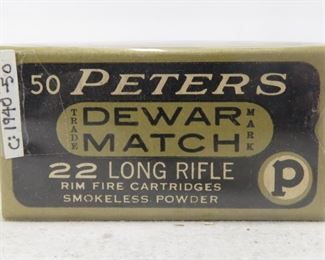 C: 1940-50
50 PETERS
TRADE DEWAR MARK
MATCH
22 LONG RIFLE
RIM FIRE CARTRIDGES
SMOKELESS POWDER
P